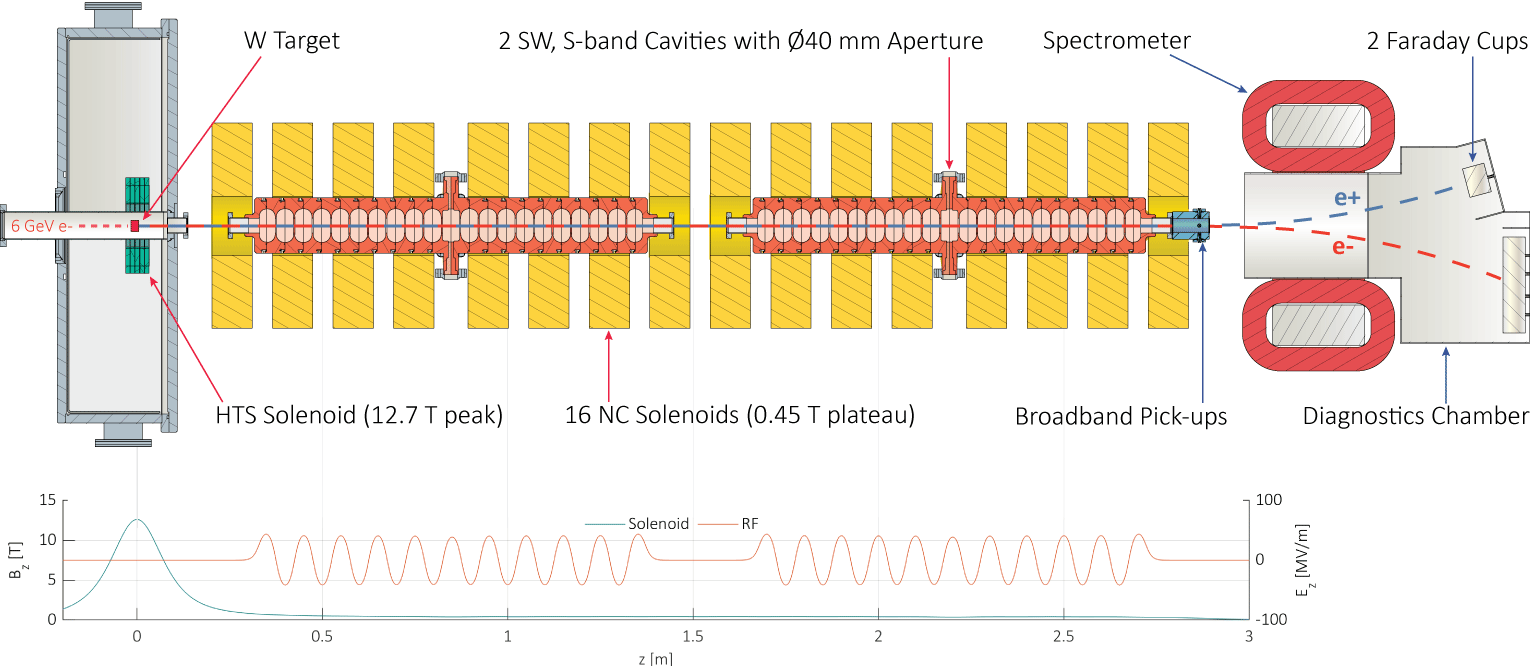 W Target
2 SW, S-band Cavities with Ø40 mm Aperture
Spectrometer
2 Faraday Cups
6 GeV e-
e+
e-
HTS Solenoid (12.7 T peak)
16 NC Solenoids (0.45 T plateau)
Broadband Pick-ups
Diagnostics Chamber
15
10
5
0
B_z [T]
Solenoid
RF
100
0
-100
E_z [MV/m]
0
0.5
1
1.5
2
2.5
3
z [m]